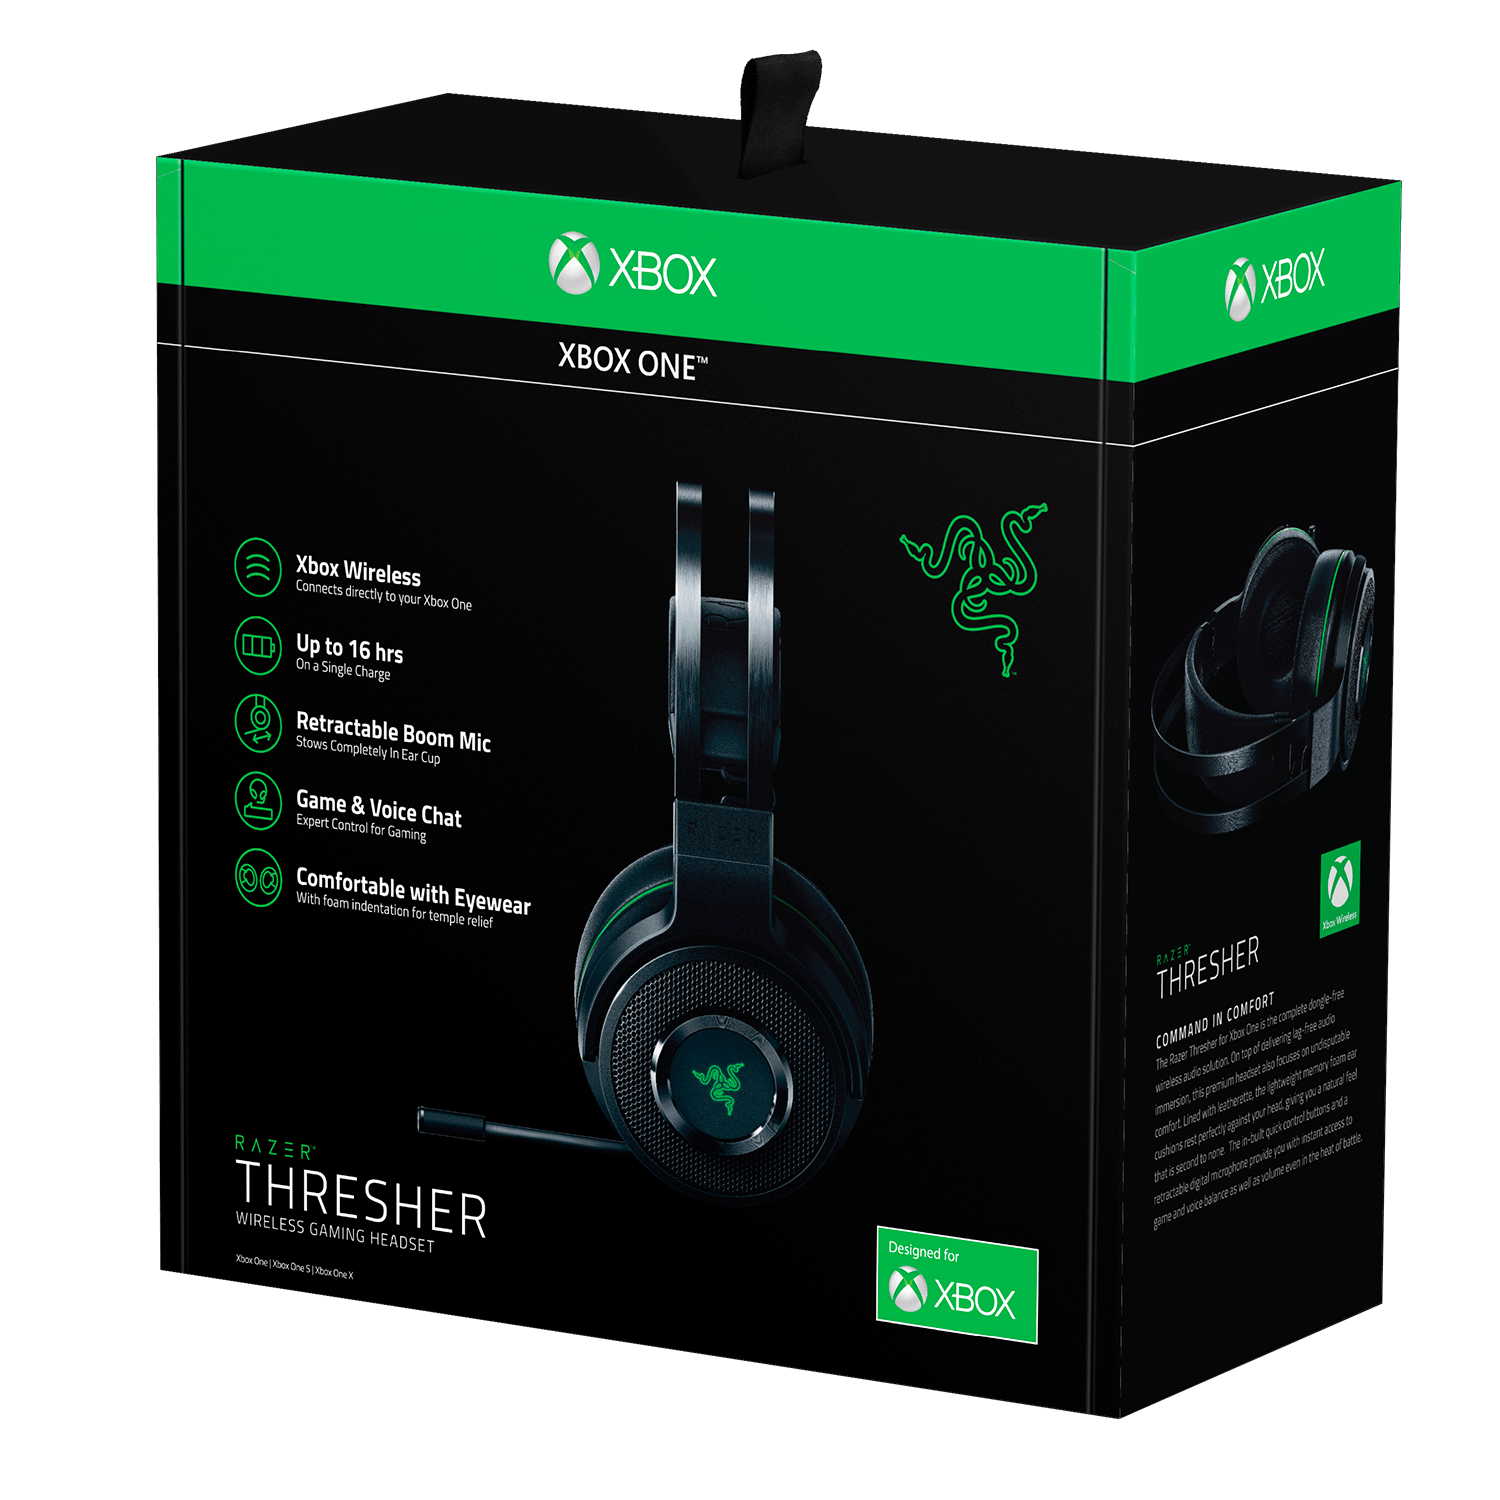 XBOX
XBOX ONE™
Xbox Wireless
Connects directly to your Xbox One
Up to 16 hrs
On a Single Charge
Retractable Boom Mic
Stows Completely In Ear Cup
Game & Voice Chat
Expert Control for Gaming
Comfortable with Eyewear
With foam indentation for temple relief
RAZER
RAZER™
THRESHER
WIRELESS GAMING HEADSET
Xbox One | Xbox One S | Xbox One X
Designed for
XBOX
XBOX
Xbox Wireless
RAZER™
THRESHER
COMMAND IN COMFORT
The Razer Thresher for Xbox One is the complete dongle-free
wireless audio solution. On top of delivering lag-free audio
immersion, this premium headset also focuses on undisputable
comfort. Lined with leatherette, the lightweight memory foam ear
cushions rest perfectly against your head, giving you a natural feel
that is second to none. The in-built quick control buttons and a
retractable digital microphone provide you with instant access to
game and voice balance as well as volume even in the heat of battle.